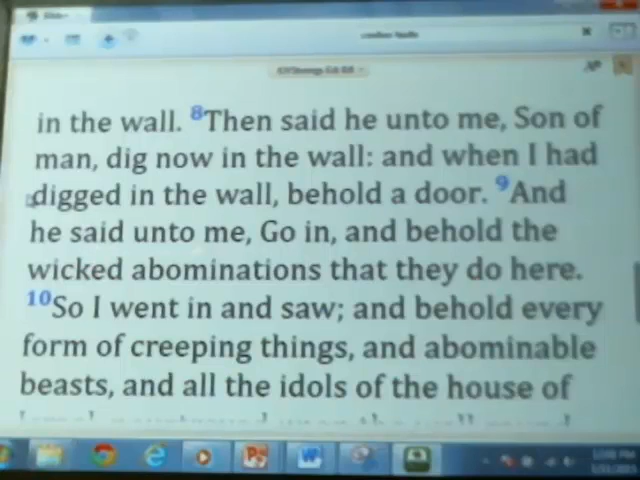 in the wall. 8Then said he unto me, Son of
man, dig now in the wall: and when I had
digged in the wall, behold a door. 9And
he said unto me, Go in, and behold the
wicked abominations that they do here.
10So I went in and saw; and behold every
form of creeping things, and abominable
beasts, and all the idols of the house of